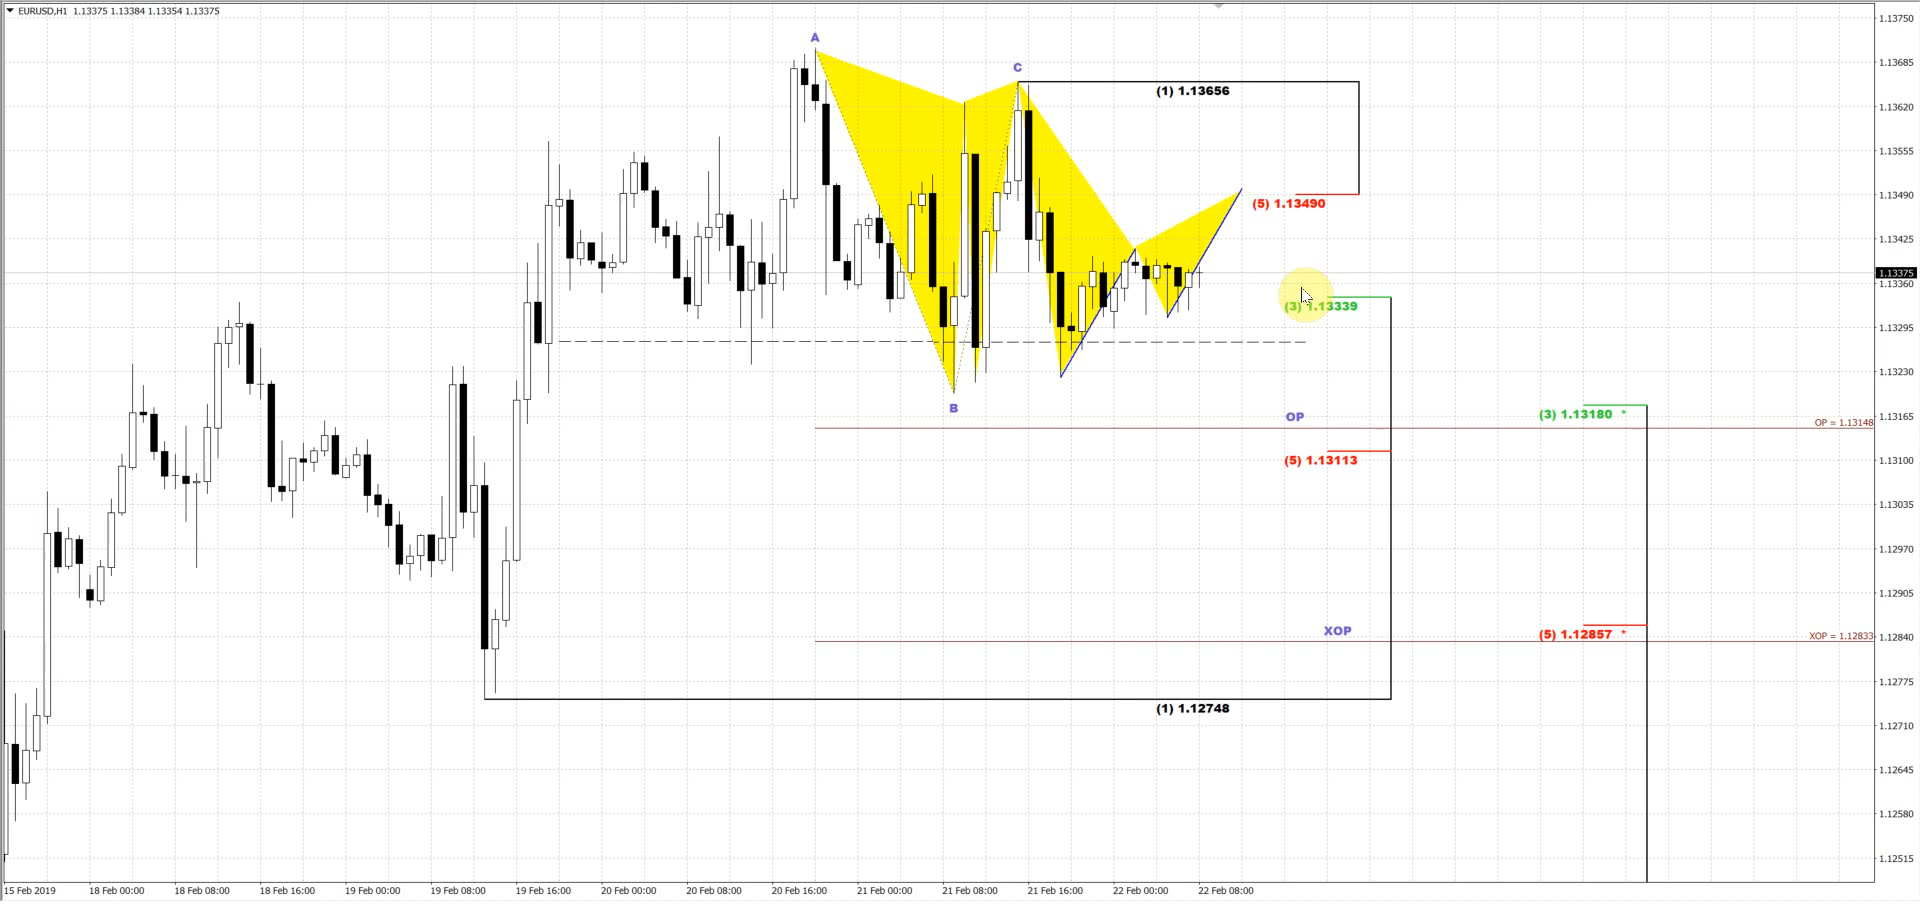 EURUSD,H1 1.13375 1.13384 1.13354 1.13375
A
C
(1) 1.13656
(5) 1.13490
(3) 1.13339
B
OP
(3) 1.13180 *
OP = 1.13148
(5) 1.13113
XOP
(5) 1.12857 *
XOP = 1.12833
(1) 1.12748
1.13750
1.13685
1.13620
1.13555
1.13490
1.13425
1.13375
1.13360
1.13295
1.13230
1.13165
1.13100
1.13035
1.12970
1.12905
1.12840
1.12775
1.12710
1.12645
1.12580
1.12515
15 Feb 2019
18 Feb 00:00
18 Feb 08:00
18 Feb 16:00
19 Feb 00:00
19 Feb 08:00
19 Feb 16:00
20 Feb 00:00
20 Feb 08:00
20 Feb 16:00
21 Feb 00:00
21 Feb 08:00
21 Feb 16:00
22 Feb 00:00
22 Feb 08:00